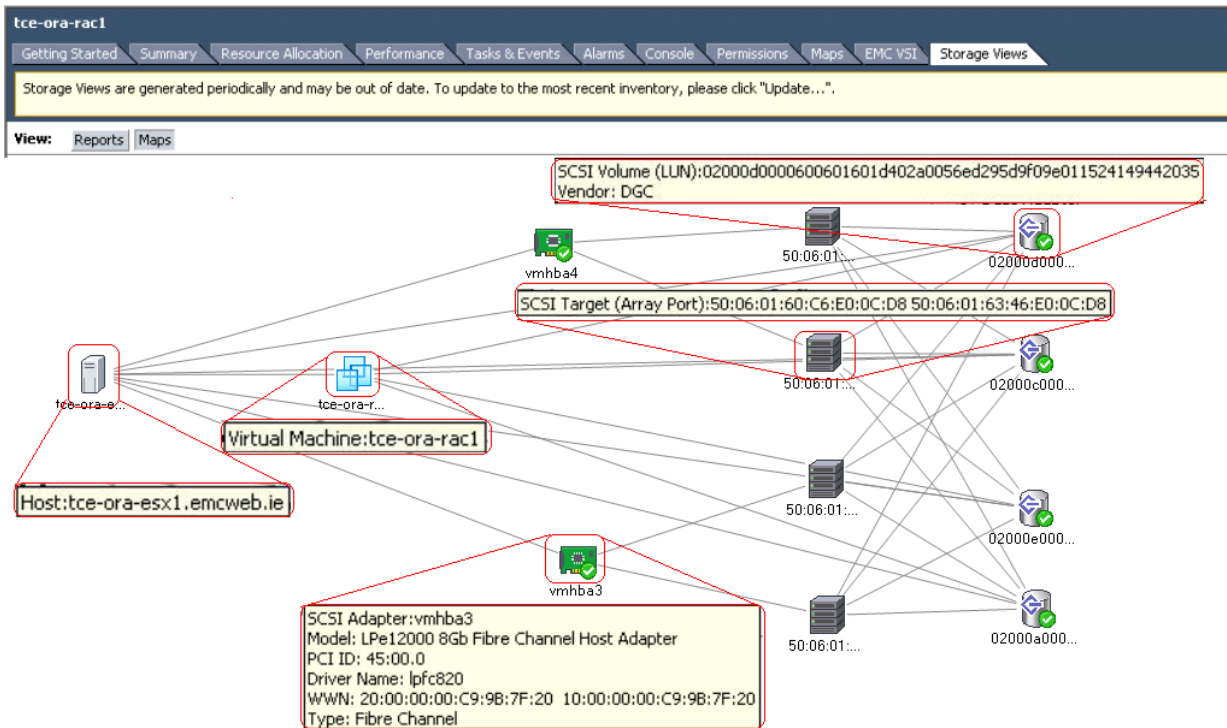 tce-ora-rac1
Getting Started Summary Resource Allocation Performance Tasks & Events Alarms Console Permissions Maps EMC VSI Storage Views
Storage Views are generated periodically and may be out of date. To update to the most recent inventory, please click "Update...".
View: Reports Maps
SCSI Volume (LUN):02000d0000600601601d402a0056ed295d9f09e011524149442035
Vendor: DGC
vmhba4
50:06:01:...
02000d000...
SCSI Target (Array Port):50:06:01:60:C6:E0:0C:D8 50:06:01:63:46:E0:0C:D8
tce-ora-e...
tce-ora-r...
50:06:01:...
02000c000...
Virtual Machine:tce-ora-rac1
Host:tce-ora-esx1.emcweb.ie
50:06:01:...
02000e000...
vmhba3
50:06:01:...
02000a000...
SCSI Adapter:vmhba3
Model: LPe12000 8Gb Fibre Channel Host Adapter
PCI ID: 45:00.0
Driver Name: lpfc820
WWN: 20:00:00:00:C9:9B:7F:20 10:00:00:00:C9:9B:7F:20
Type: Fibre Channel